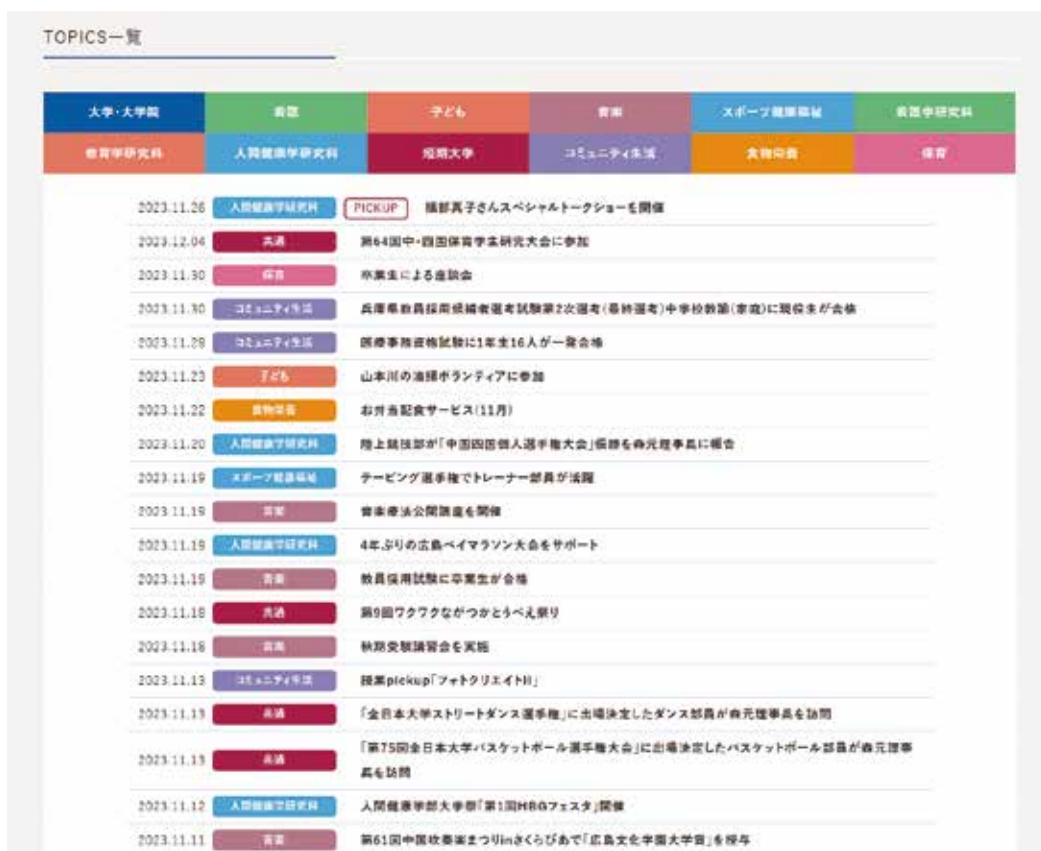 TOPICS一覧
大学・大学院 看護 子ども 音楽 スポーツ健康福祉 看護学研究科
教育学研究科 人間健康学研究科 短期大学 コミュニティ生活 食物栄養 保育
2023.11.26 人間健康学研究科 PICKUP 播部真子さんスペシャルトークショーを開催
2023.12.04 共通 第64回中・四国保育学生研究大会に参加
2023.11.30 保育 卒業生による座談会
2023.11.30 コミュニティ生活 兵庫県教員採用候補者選考試験第2次選考(最終選考)中学校教諭(家庭)に現役生が合格
2023.11.29 コミュニティ生活 医療事務資格試験に1年生16人が一発合格
2023.11.23 子ども 山本川の清掃ボランティアに参加
2023.11.22 食物栄養 お弁当配食サービス(11月)
2023.11.20 人間健康学研究科 陸上競技部が「中国四国個人選手権大会」優勝を森元理事長に報告
2023.11.19 スポーツ健康福祉 テーピング選手権でトレーナー部員が活躍
2023.11.19 音楽 音楽療法公開講座を開催
2023.11.19 人間健康学研究科 4年ぶりの広島ベイマラソン大会をサポート
2023.11.19 音楽 教員採用試験に卒業生が合格
2023.11.18 共通 第9回ワクワクながつかとうべえ祭り
2023.11.18 音楽 秋期受験講習会を実施
2023.11.13 コミュニティ生活 授業pickup「フォトクリエイトII」
2023.11.13 共通 「全日本大学ストリートダンス選手権」に出場決定したダンス部員が森元理事長を訪問
2023.11.13 共通 「第75回全日本大学バスケットボール選手権大会」に出場決定したバスケットボール部員が森元理事
長を訪問
2023.11.12 人間健康学研究科 人間健康学部大学祭「第1回HBGフェスタ」開催
2023.11.11 音楽 第61回中国吹奏楽まつりinさくらぴあで「広島文化学園大学賞」を授与